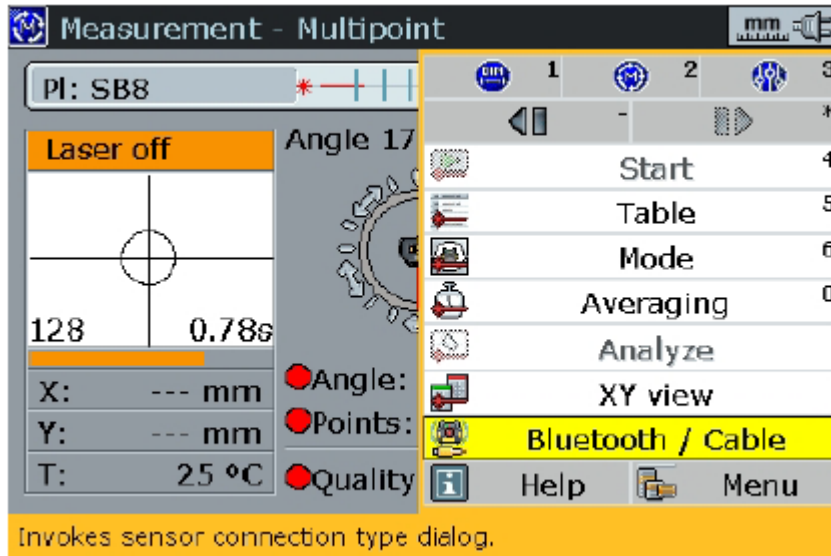 Measurement - Multipoint
mm
Pl: SB8
1 2 3
- *
Laser off
Angle 17
Start 4
Table 5
Mode 6
Averaging 0
128 0.78s
Analyze
XY view
X: --- mm
Angle:
Y: --- mm
Points:
Bluetooth / Cable
T: 25 ºC
Quality
Help Menu
Invokes sensor connection type dialog.